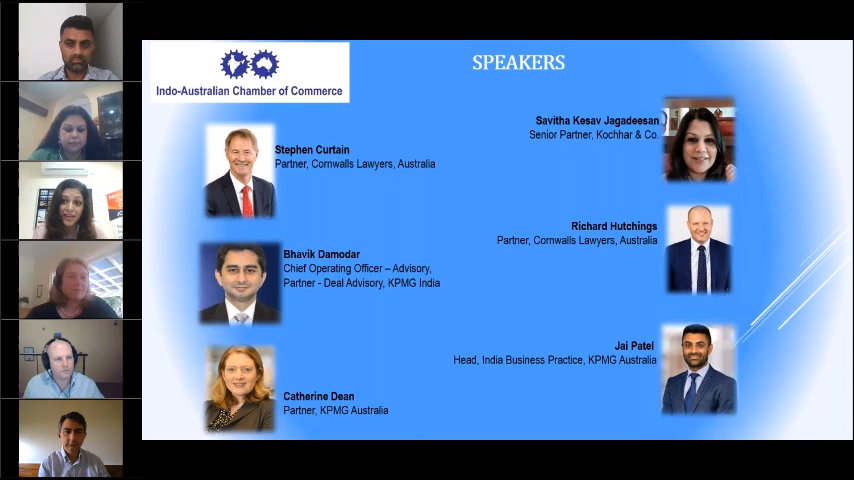 SPEAKERS
Indo-Australian Chamber of Commerce
Stephen Curtain
Partner, Cornwalls Lawyers, Australia
Savitha Kesav Jagadeesan
Senior Partner, Kochhar & Co.
Bhavik Damodar
Chief Operating Officer – Advisory,
Partner - Deal Advisory, KPMG India
Richard Hutchings
Partner, Cornwalls Lawyers, Australia
Catherine Dean
Partner, KPMG Australia
Jai Patel
Head, India Business Practice, KPMG Australia